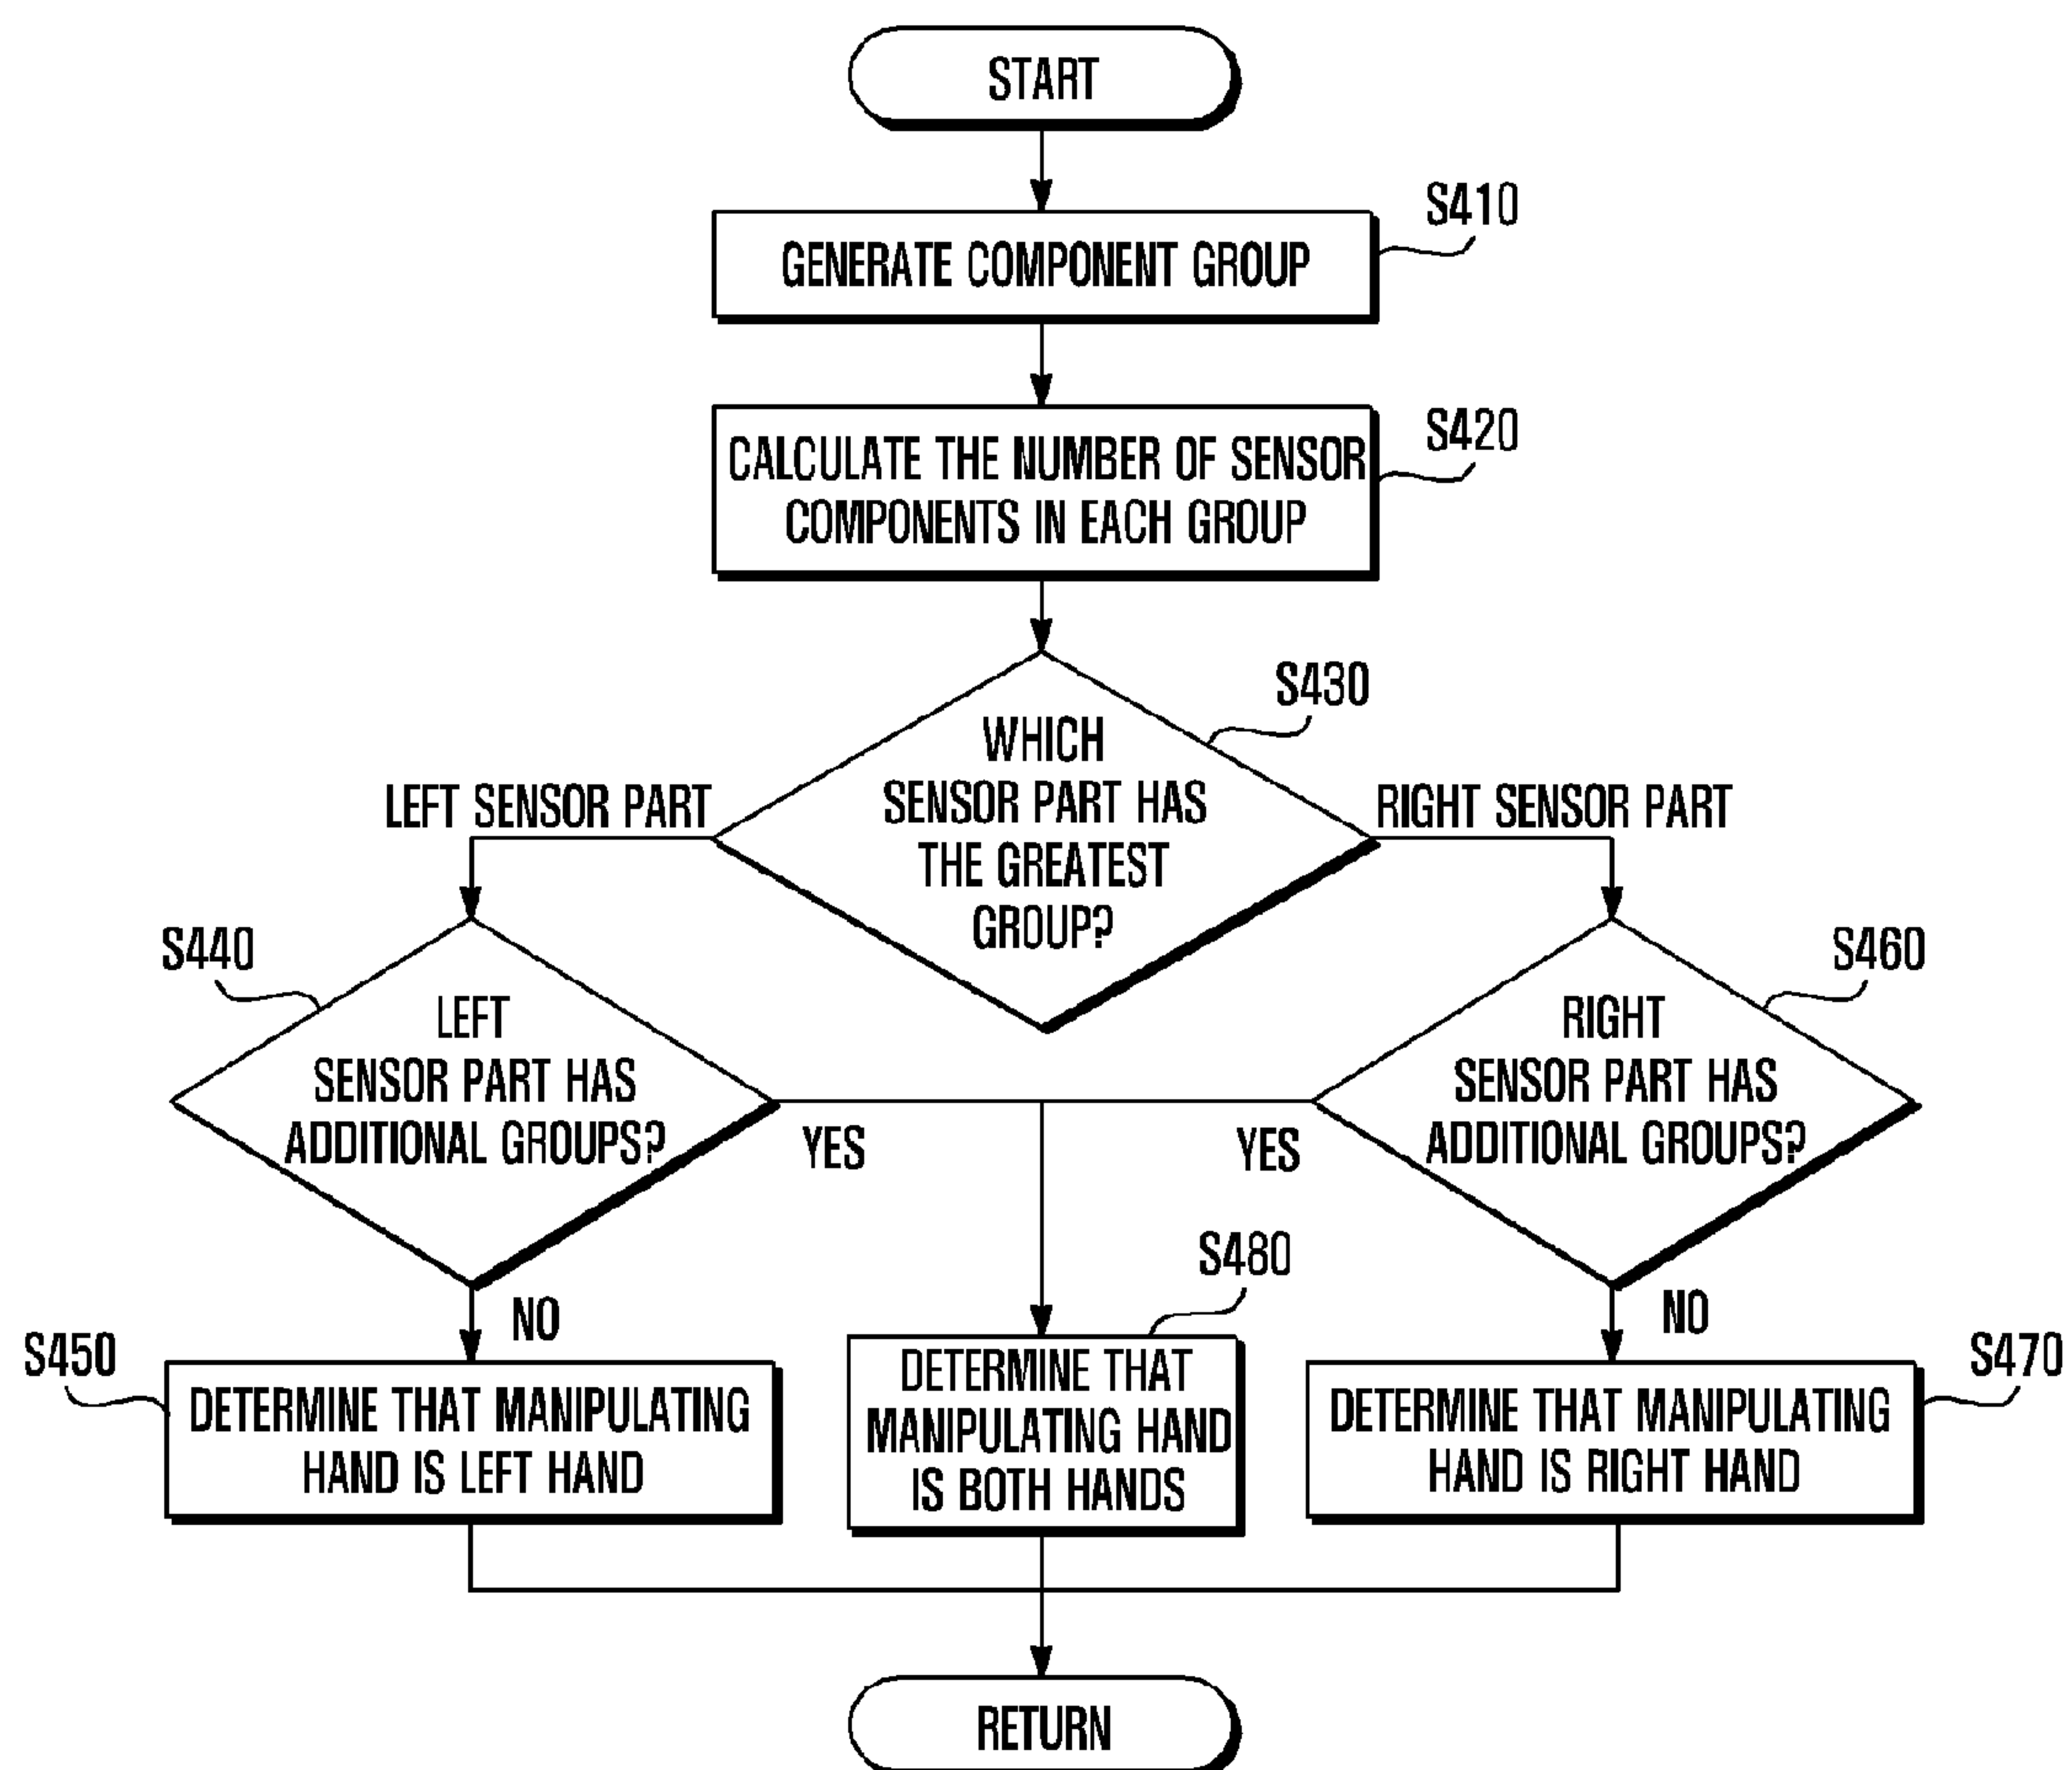 START
S410
GENERATE COMPONENT GROUP
S420
CALCULATE THE NUMBER OF SENSOR
COMPONENTS IN EACH GROUP
S430
WHICH
SENSOR PART HAS
THE GREATEST
GROUP?
LEFT SENSOR PART
RIGHT SENSOR PART
S440
LEFT
SENSOR PART HAS
ADDITIONAL GROUPS?
YES
NO
S460
RIGHT
SENSOR PART HAS
ADDITIONAL GROUPS?
YES
NO
S450
DETERMINE THAT MANIPULATING
HAND IS LEFT HAND
S480
DETERMINE THAT
MANIPULATING HAND
IS BOTH HANDS
S470
DETERMINE THAT MANIPULATING
HAND IS RIGHT HAND
RETURN